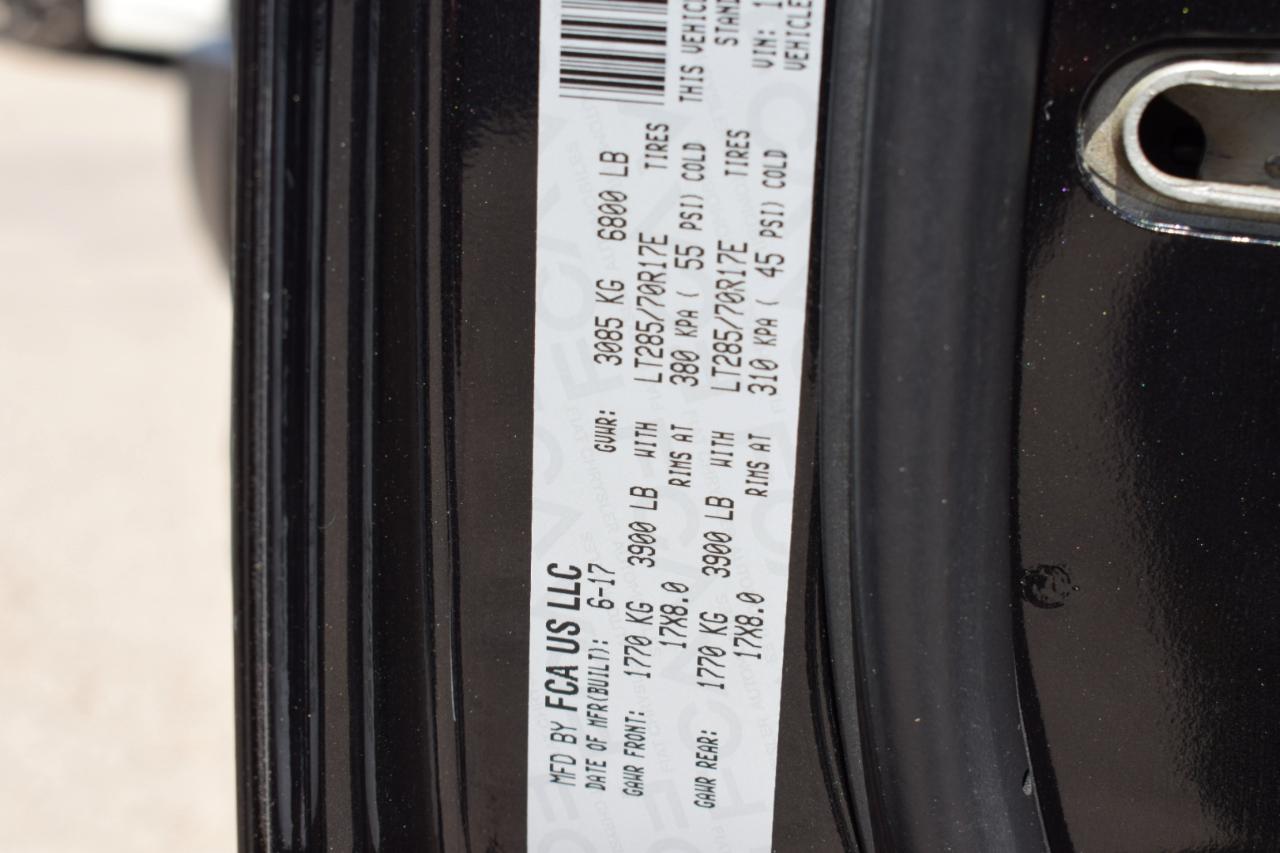 MFD BY FCA US LLC
DATE OF MFR(BUILT): 6-17 GVWR: 3085 KG 6800 LB
GAWR FRONT: 1770 KG 3900 LB WITH LT285/70R17E TIRES
17X8.0 RIMS AT 380 KPA ( 55 PSI) COLD
GAWR REAR: 1770 KG 3900 LB WITH LT285/70R17E TIRES
17X8.0 RIMS AT 310 KPA ( 45 PSI) COLD
THIS VEHICL
STAN
VIN: 1
VEHICLE